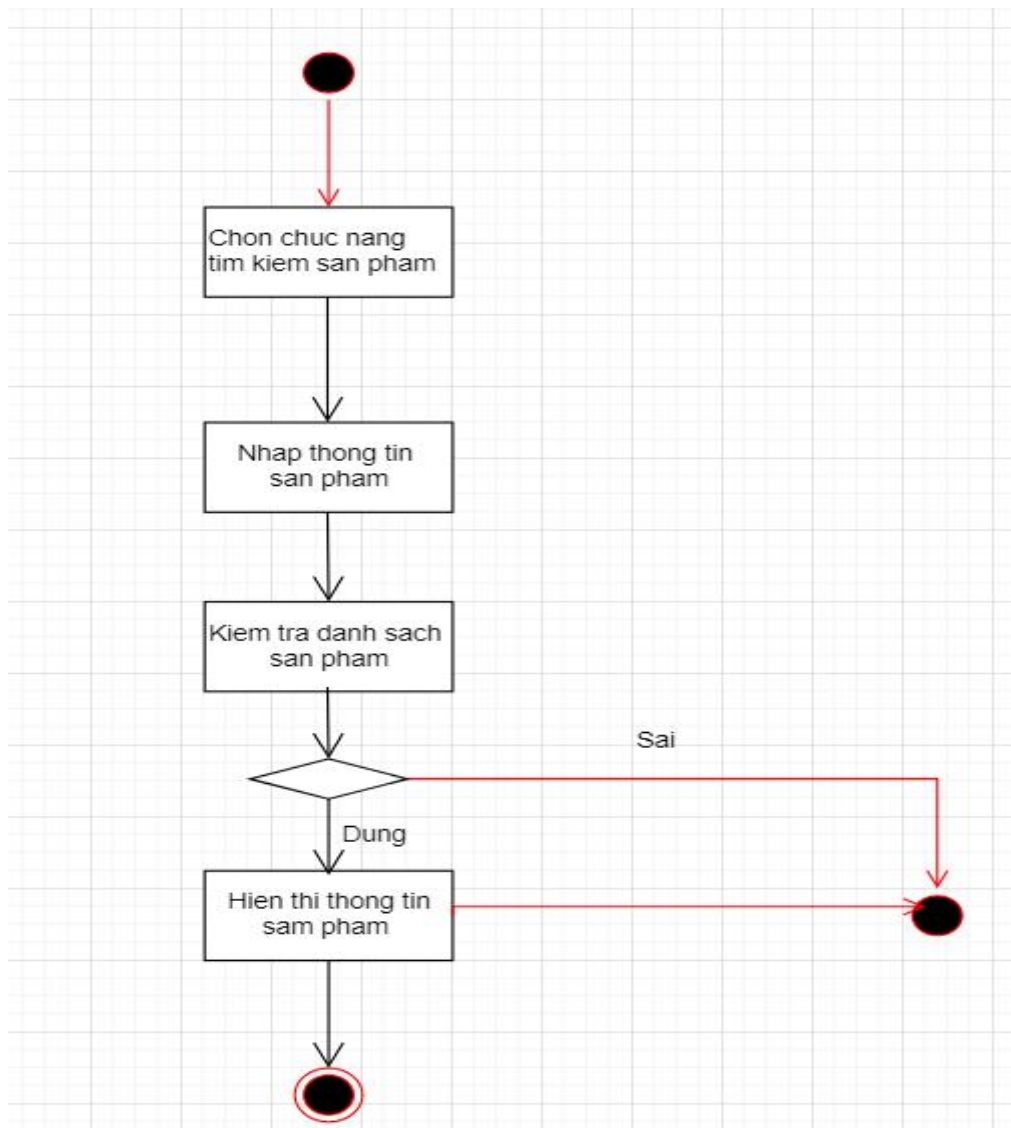 Chon chuc nang
tim kiem san pham
Nhap thong tin
san pham
Kiem tra danh sach
san pham
Sai
Dung
Hien thi thong tin
sam pham